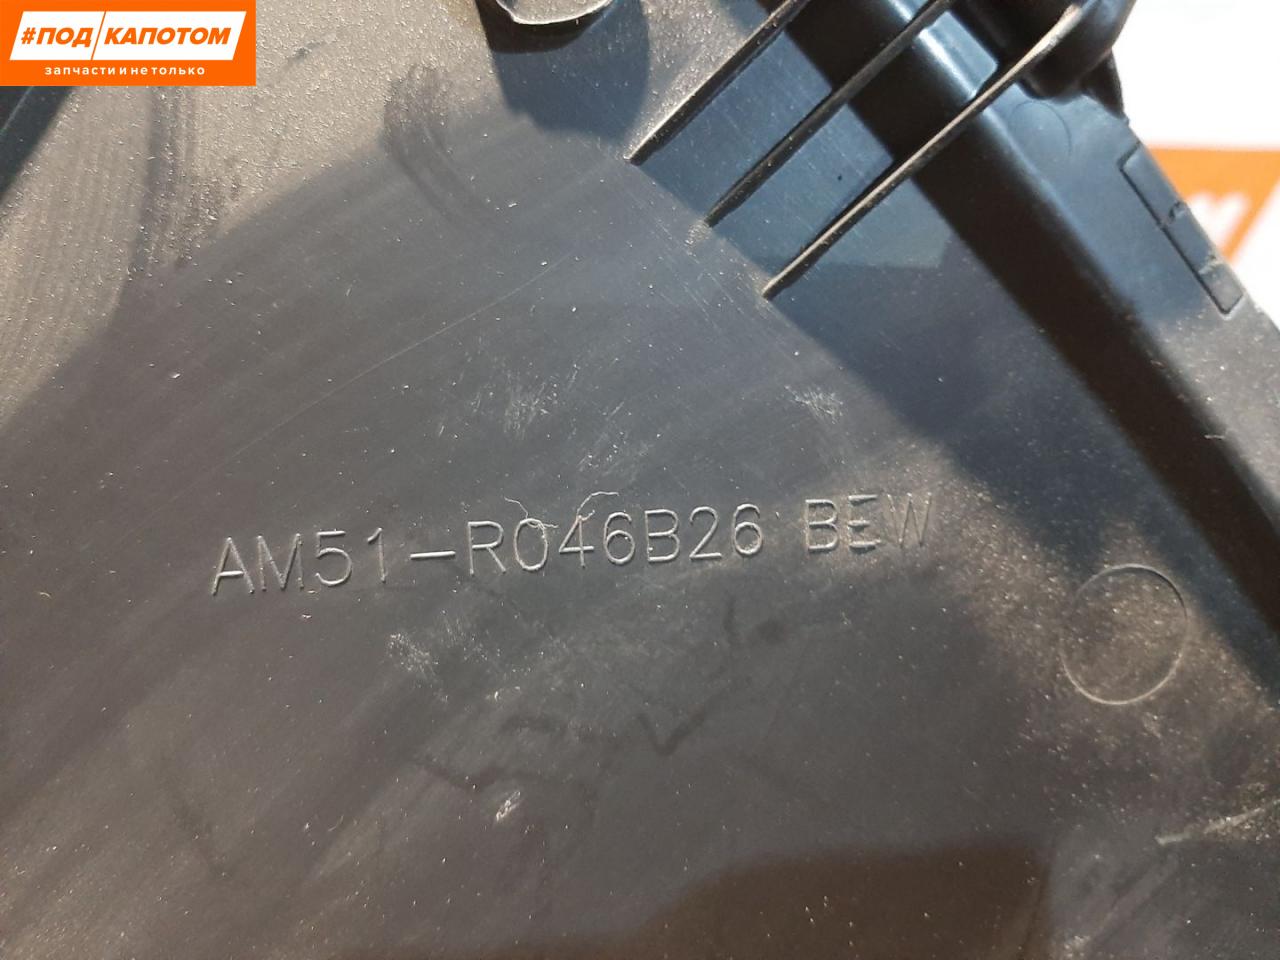 #ПОД КАПОТОМ
запчасти и не только
AM51-R046B26 BEW